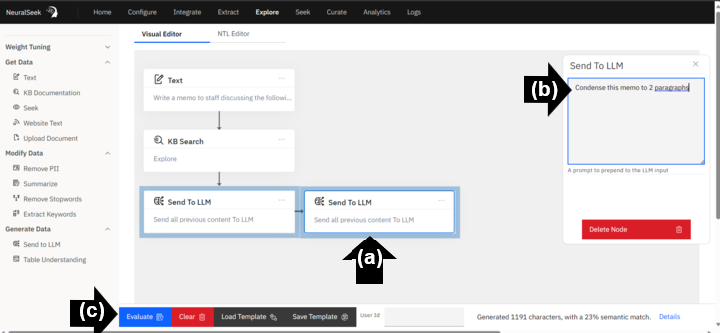 NeuralSeek
Home Configure Integrate Extract Explore Seek Curate Analytics Logs
Weight Tuning
Get Data
Text
KB Documentation
Seek
Website Text
Upload Document
Modify Data
Remove PII
Summarize
Remove Stopwords
Extract Keywords
Generate Data
Send to LLM
Table Understanding
Visual Editor NTL Editor
Text ...
Write a memo to staff discussing the followi...
KB Search ...
Explore
Send To LLM ...
Send all previous content To LLM
Send To LLM ...
Send all previous content To LLM
(a)
Send To LLM
(b)
Condense this memo to 2 paragraphs
A prompt to prepend to the LLM input
Delete Node
(c)
Evaluate Clear Load Template Save Template User Id
Generated 1191 characters, with a 23% semantic match. Details